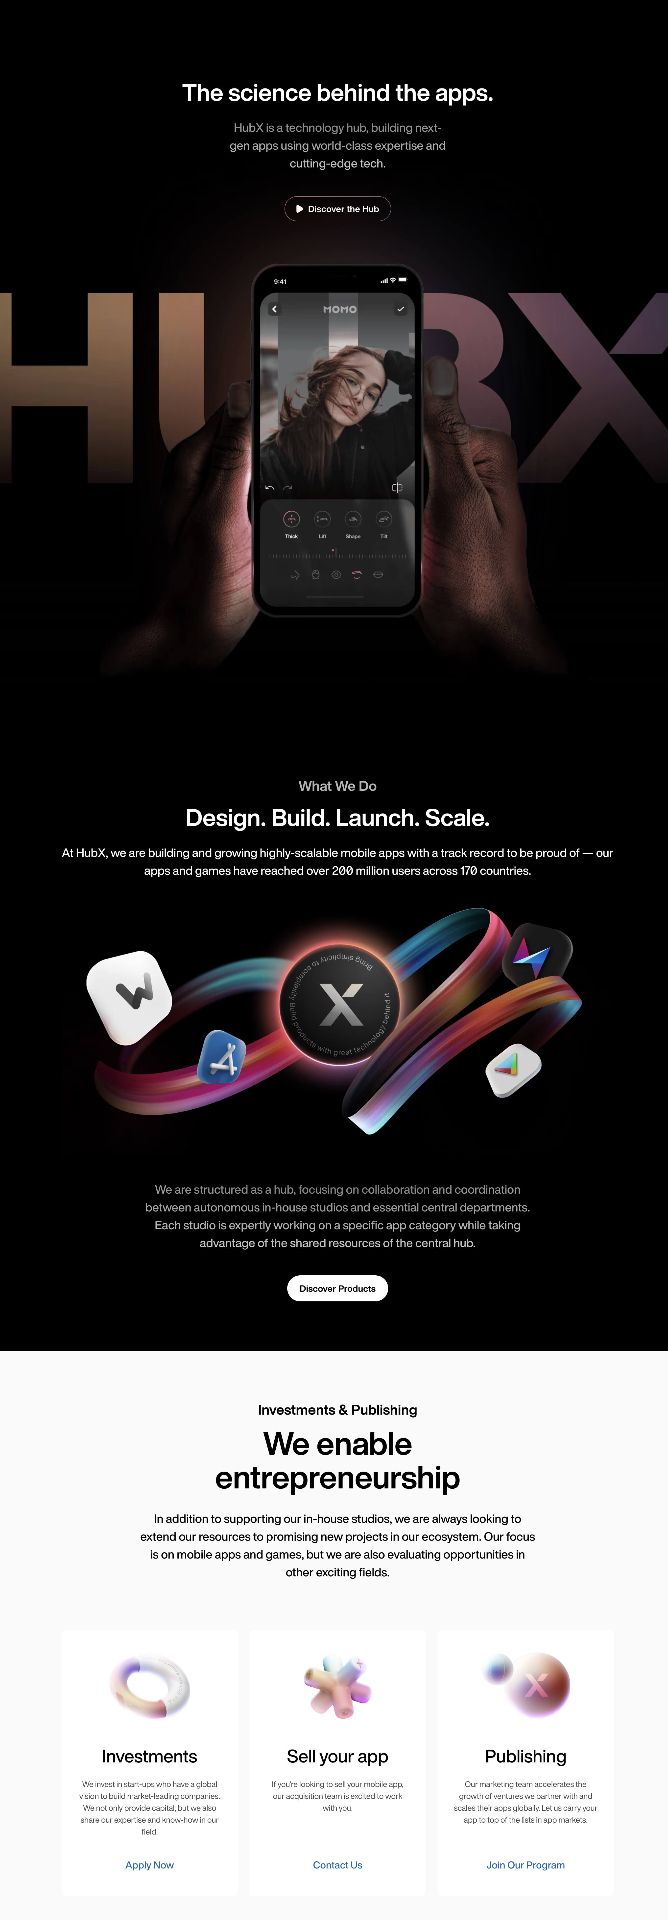 The science behind the apps.
HubX is a technology hub, building next-
gen apps using world-class expertise and
cutting-edge tech.
Discover the Hub
HUBX
9:41
MOMO
Thick Lift Shape Tilt
What We Do
Design. Build. Launch. Scale.
At HubX, we are building and growing highly-scalable mobile apps with a track record to be proud of — our
apps and games have reached over 200 million users across 170 countries.
Bring simplicity to complexity Build products with great technology behind it
X
W
We are structured as a hub, focusing on collaboration and coordination
between autonomous in-house studios and essential central departments.
Each studio is expertly working on a specific app category while taking
advantage of the shared resources of the central hub.
Discover Products
Investments & Publishing
We enable
entrepreneurship
In addition to supporting our in-house studios, we are always looking to
extend our resources to promising new projects in our ecosystem. Our focus
is on mobile apps and games, but we are also evaluating opportunities in
other exciting fields.
Investments
We invest in start-ups who have a global
vision to build market-leading companies.
We not only provide capital, but we also
share our expertise and know-how in our
field.
Apply Now
Sell your app
If you're looking to sell your mobile app,
our acquisition team is excited to work
with you.
Contact Us
X
Publishing
Our marketing team accelerates the
growth of ventures we partner with and
scales their apps globally. Let us carry your
app to top of the lists in app markets.
Join Our Program